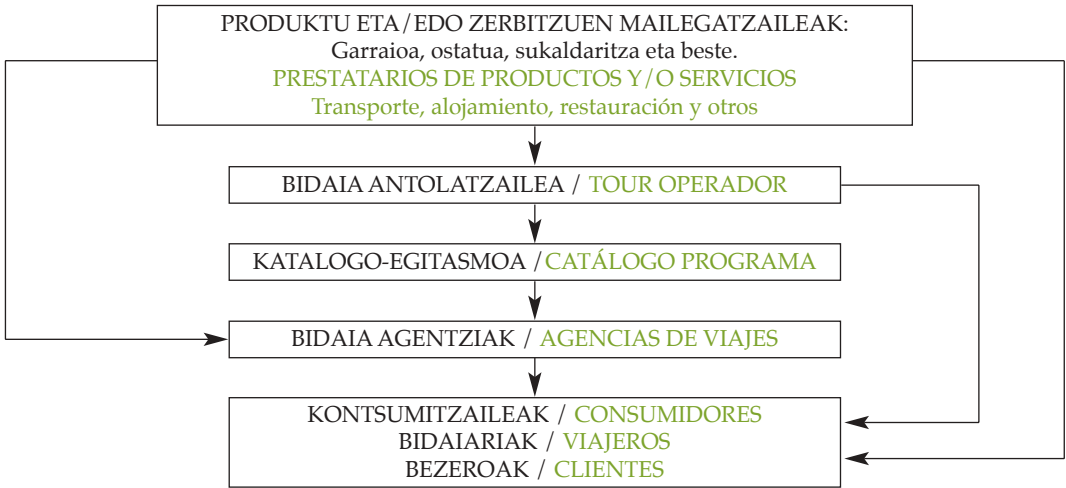 PRODUKTU ETA/EDO ZERBITZUEN MAILEGATZAILEAK:
Garraioa, ostatua, sukaldaritza eta beste.
PRESTATARIOS DE PRODUCTOS Y/O SERVICIOS
Transporte, alojamiento, restauración y otros
BIDAIA ANTOLATZAILEA / TOUR OPERADOR
KATALOGO-EGITASMOA /CATÁLOGO PROGRAMA
BIDAIA AGENTZIAK / AGENCIAS DE VIAJES
KONTSUMITZAILEAK / CONSUMIDORES
BIDAIARIAK / VIAJEROS
BEZEROAK / CLIENTES